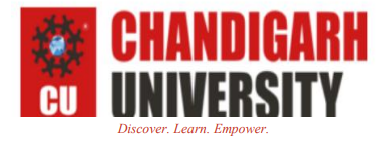 CU
CHANDIGARH
UNIVERSITY
Discover. Learn. Empower.